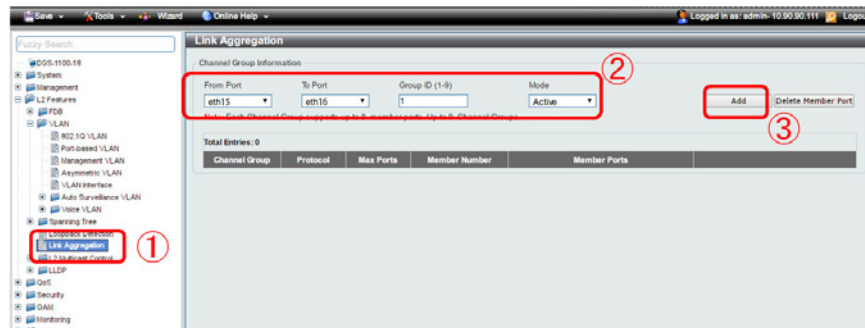 Save Tools Wizard Online Help Logged in as: admin- 10.90.90.111 Logou
Fuzzy Search
DGS-1100-18
System
Management
L2 Features
FDB
VLAN
802.1Q VLAN
Port-based VLAN
Management VLAN
Asymmetric VLAN
VLAN Interface
Auto Surveillance VLAN
Voice VLAN
Spanning Tree
Loopback Detection
Link Aggregation
L2 Multicast Control
LLDP
QoS
Security
OAM
Monitoring
①
Link Aggregation
Channel Group Information
②
From Port To Port Group ID (1-9) Mode
eth15 eth16 1 Active Add Delete Member Port
③
Note: Each Channel Group supports up to 8 member ports. Up to 9 Channel Groups.
Total Entries: 0
Channel Group Protocol Max Ports Member Number Member Ports